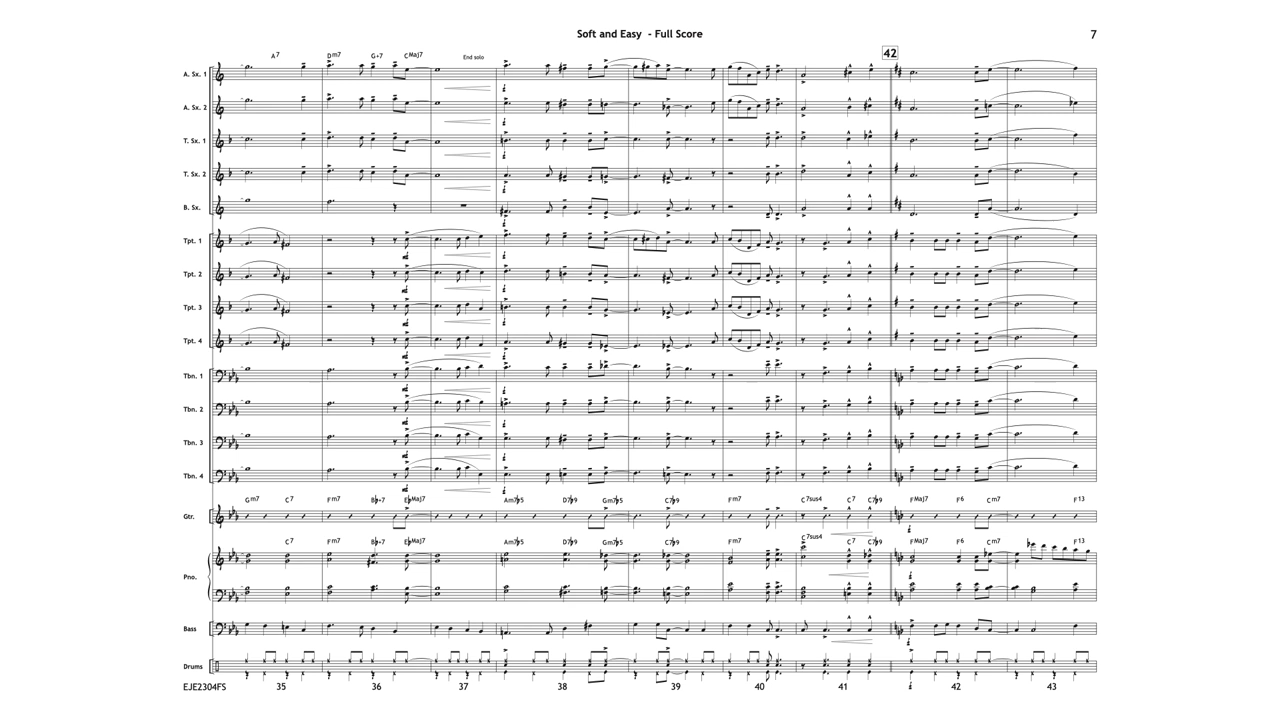 Soft and Easy - Full Score
7
42
A7 Dm7 G+7 CMaj7 End solo
A. Sx. 1
A. Sx. 2
T. Sx. 1
T. Sx. 2
B. Sx.
Tpt. 1
Tpt. 2
Tpt. 3
Tpt. 4
Tbn. 1
Tbn. 2
Tbn. 3
Tbn. 4
Gm7 C7 Fm7 B♭+7 E♭Maj7 Am7♭5 D7♭9 Gm7♭5 C7♭9 Fm7 C7sus4 C7 C7♭9 FMaj7 F6 Cm7 F13
Gtr.
C7 Fm7 B♭+7 E♭Maj7 Am7♭5 D7♭9 Gm7♭5 C7♭9 Fm7 C7sus4 C7 C7♭9 FMaj7 F6 Cm7 F13
Pno.
Bass
Drums
EJE2304FS 35 36 37 38 39 40 41 42 43